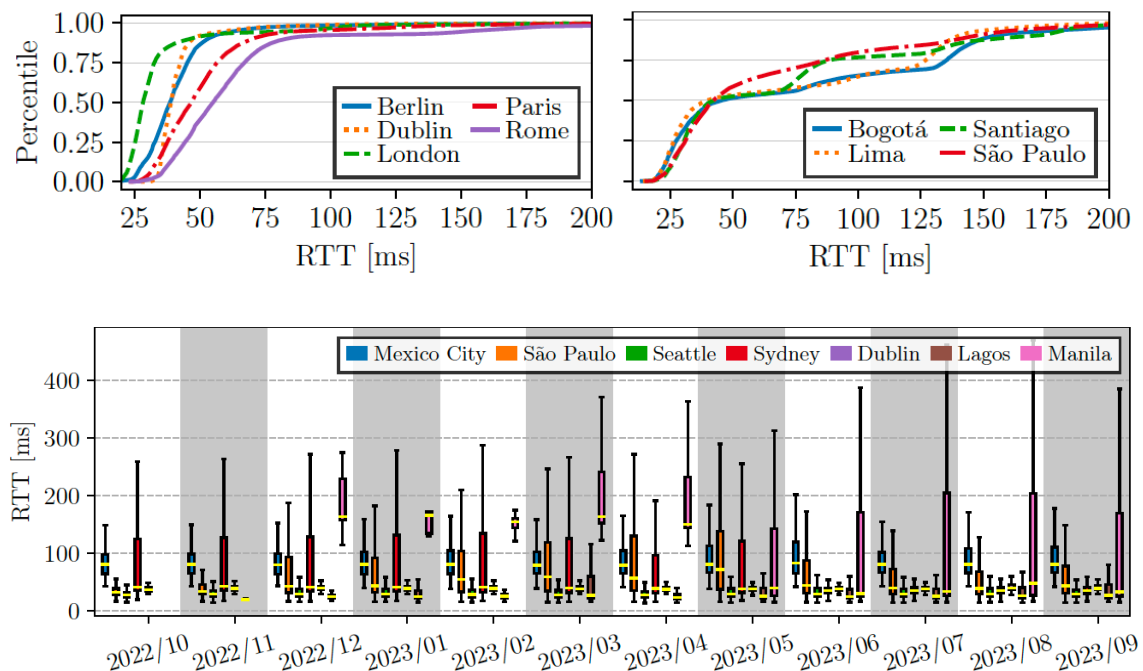 1.00
0.75
0.50
0.25
0.00
Percentile
Berlin
Dublin
London
Paris
Rome
25 50 75 100 125 150 175 200
RTT [ms]
Bogotá
Lima
Santiago
São Paulo
25 50 75 100 125 150 175 200
RTT [ms]
Mexico City São Paulo Seattle Sydney Dublin Lagos Manila
400
300
200
100
0
RTT [ms]
2022/10 2022/11 2022/12 2023/01 2023/02 2023/03 2023/04 2023/05 2023/06 2023/07 2023/08 2023/09